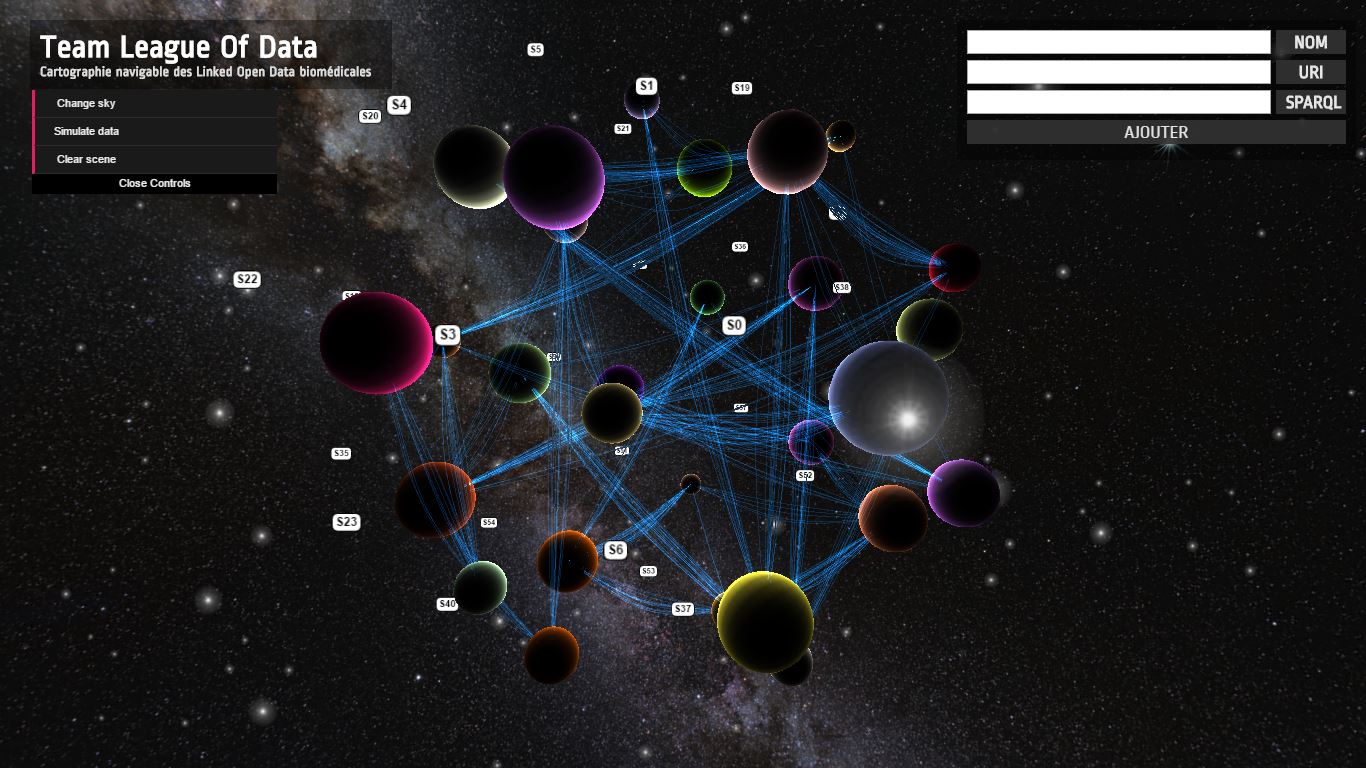 Team League Of Data
Cartographie navigable des Linked Open Data biomédicales
Change sky
Simulate data
Clear scene
Close Controls
NOM
URI
SPARQL
AJOUTER
S5
S1
S19
S4
S20
S21
S36
S22
S38
S0
S3
S35
S52
S23
S54
S6
S53
S40
S37